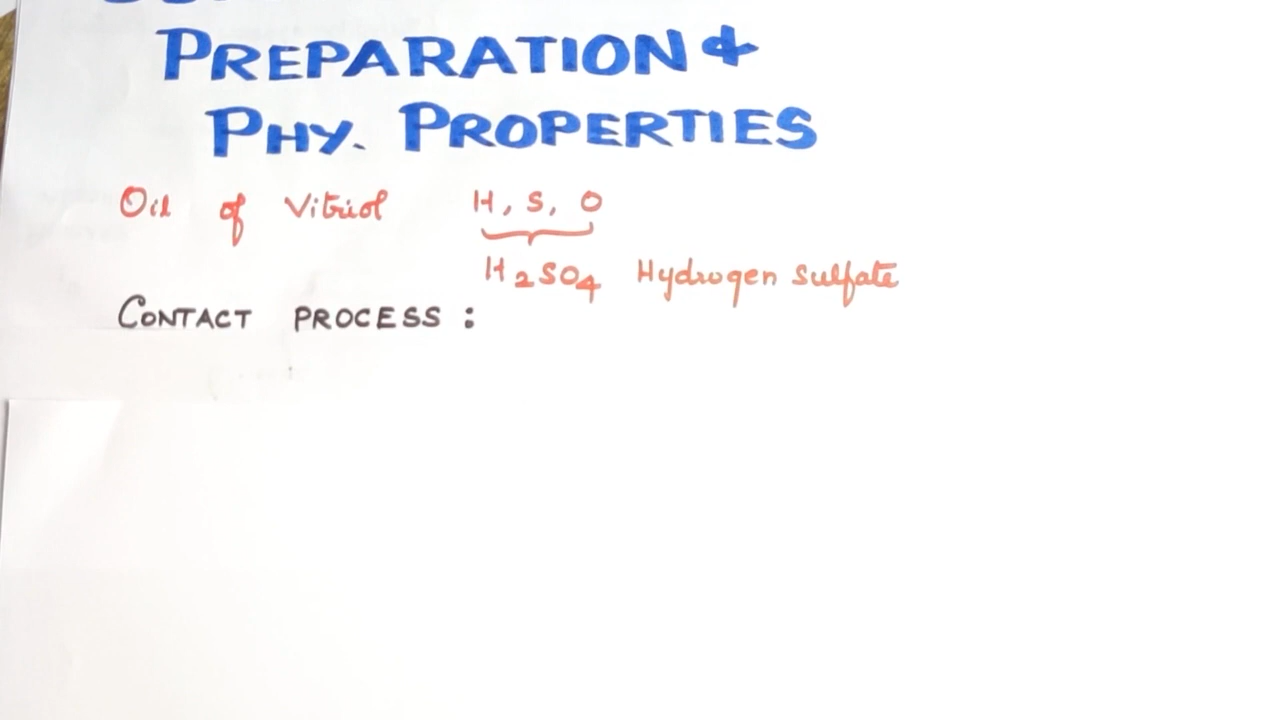 PREPARATION &
PHY. PROPERTIES
Oil of Vitriol H, S, O
H₂SO₄ Hydrogen sulfate
CONTACT PROCESS :